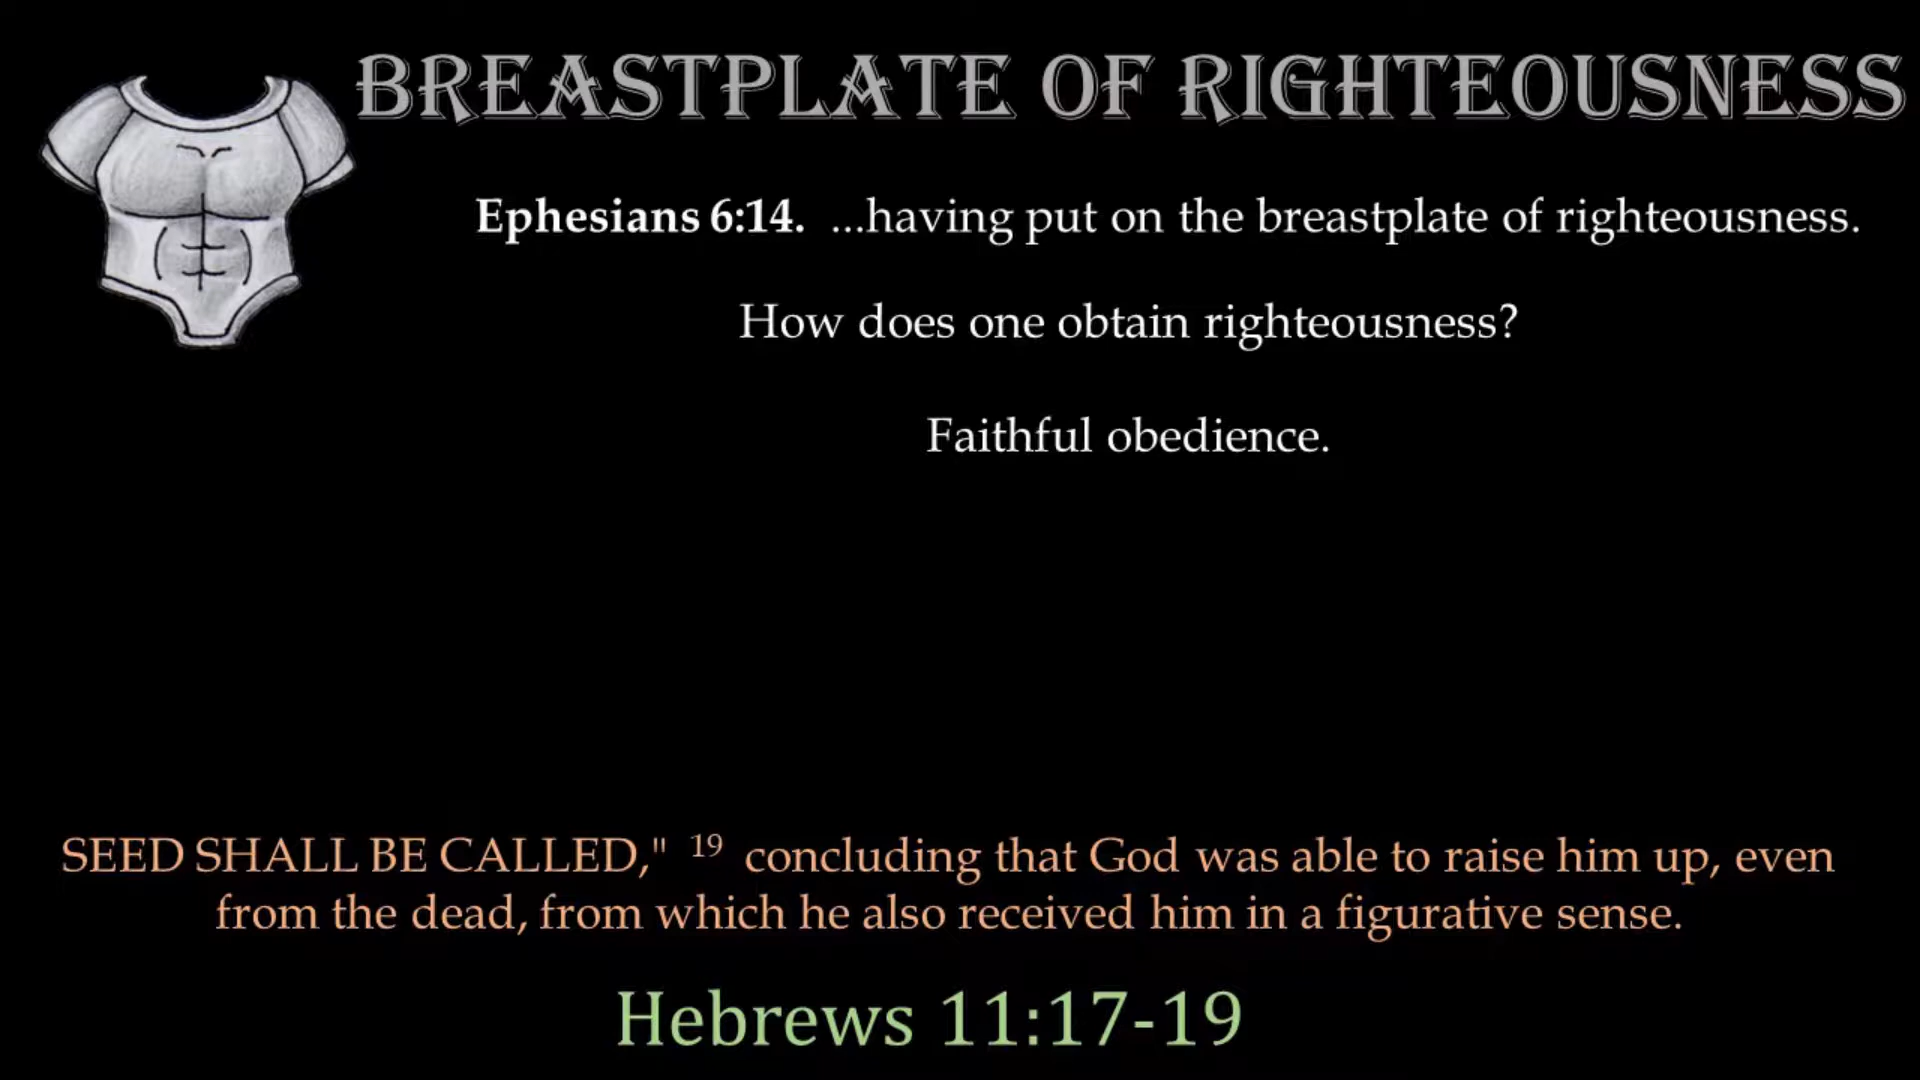 BREASTPLATE OF RIGHTEOUSNESS
Ephesians 6:14. ...having put on the breastplate of righteousness.
How does one obtain righteousness?
Faithful obedience.
SEED SHALL BE CALLED," 19 concluding that God was able to raise him up, even
from the dead, from which he also received him in a figurative sense.
Hebrews 11:17-19